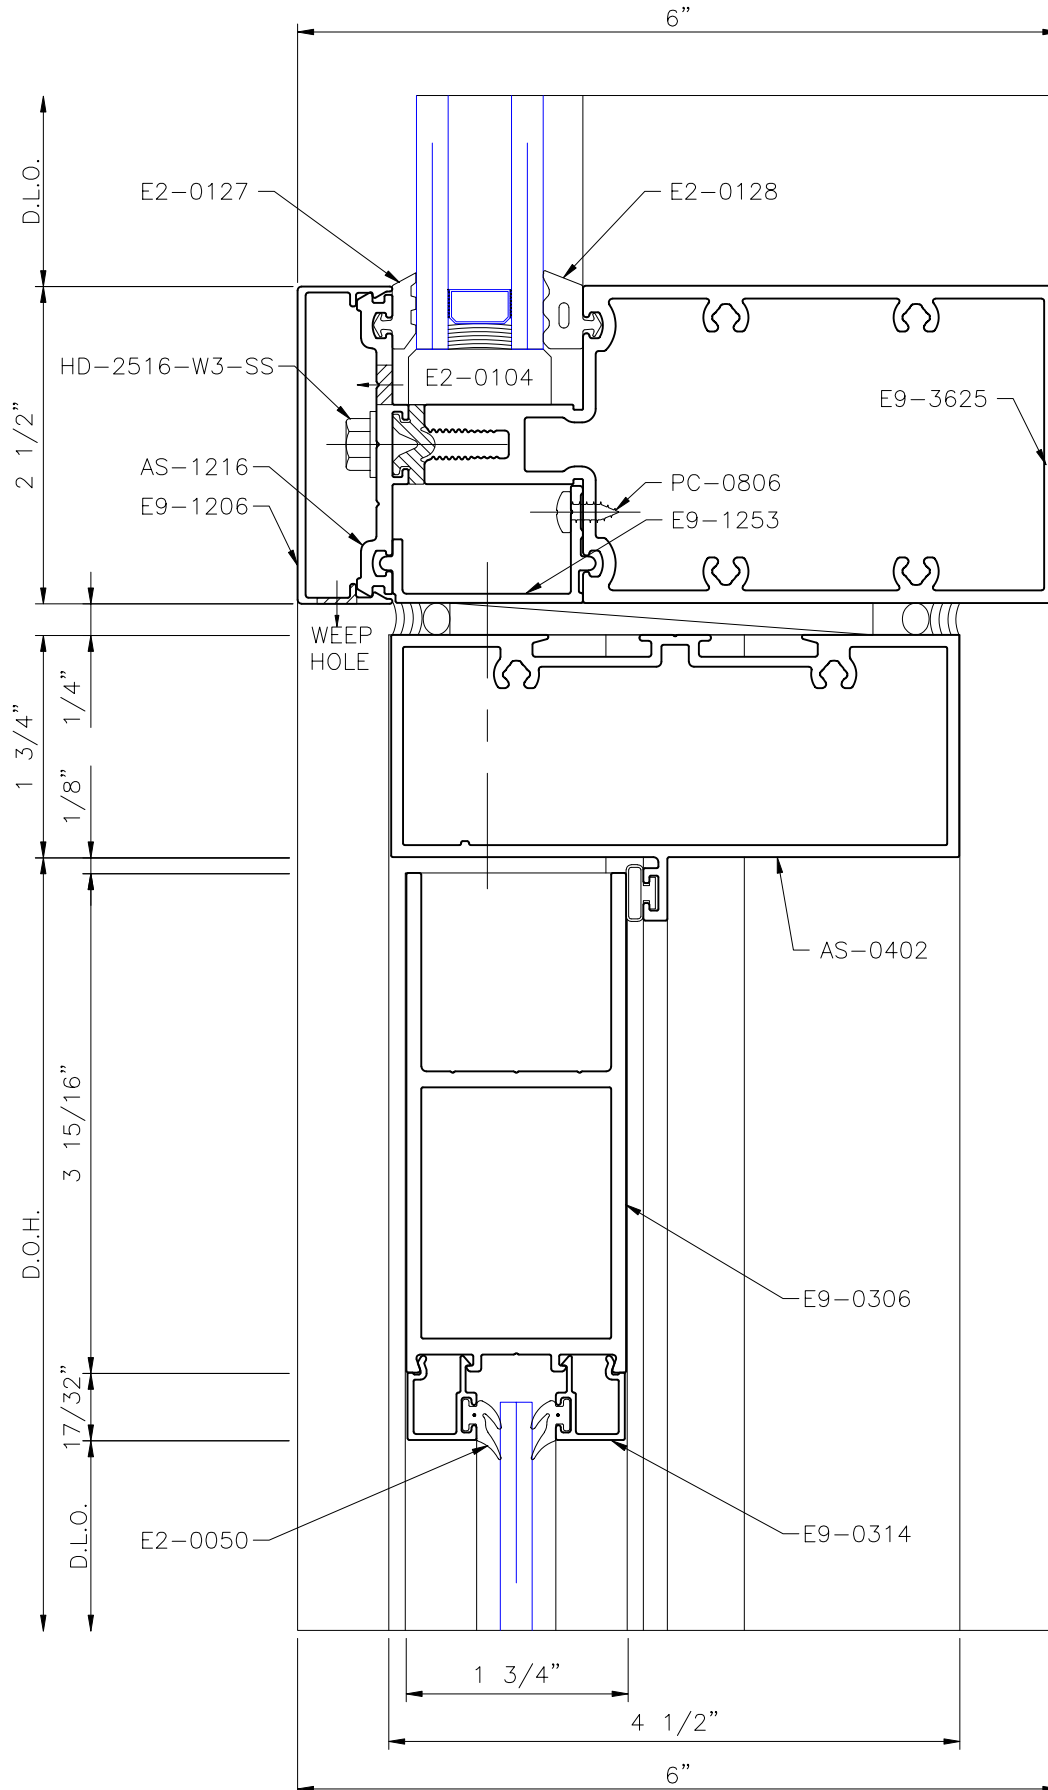 6"
D.L.O.
E2-0127
E2-0128
HD-2516-W3-SS
E2-0104
E9-3625
2 1/2"
AS-1216
PC-0806
E9-1206
E9-1253
WEEP
HOLE
1/4"
1 3/4"
1/8"
AS-0402
3 15/16"
D.O.H.
E9-0306
17/32"
D.L.O.
E2-0050
E9-0314
1 3/4"
4 1/2"
6"